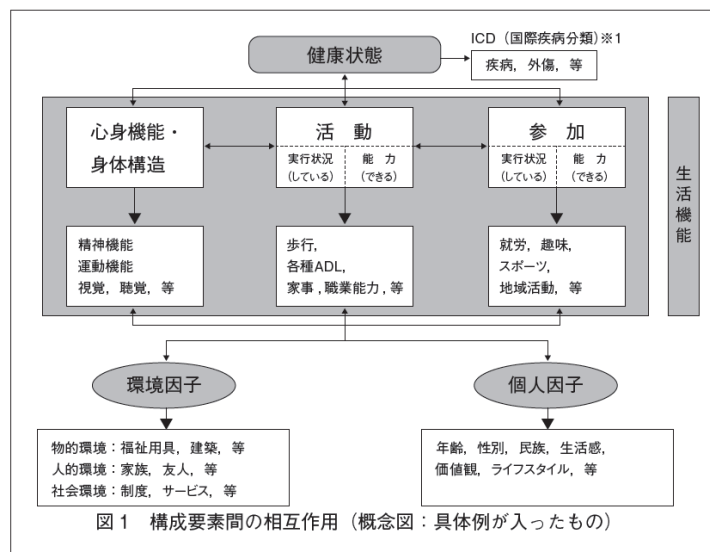 ICD（国際疾病分類）※1
健康状態
疾病，外傷，等
心身機能・
身体構造
活　動
実行状況
（している）
能　力
（できる）
参　加
実行状況
（している）
能　力
（できる）
生活機能
精神機能
運動機能
視覚，聴覚，等
歩行，
各種ADL，
家事，職業能力，等
就労，趣味，
スポーツ，
地域活動，等
環境因子
個人因子
物的環境：福祉用具，建築，等
人的環境：家族，友人，等
社会環境：制度，サービス，等
年齢，性別，民族，生活感，
価値観，ライフスタイル，等
図1　構成要素間の相互作用（概念図：具体例が入ったもの）